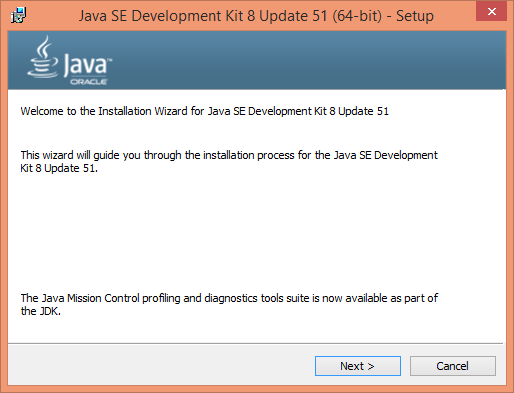 Java SE Development Kit 8 Update 51 (64-bit) - Setup
Java™
ORACLE
Welcome to the Installation Wizard for Java SE Development Kit 8 Update 51
This wizard will guide you through the installation process for the Java SE Development
Kit 8 Update 51.
The Java Mission Control profiling and diagnostics tools suite is now available as part of
the JDK.
Next >
Cancel